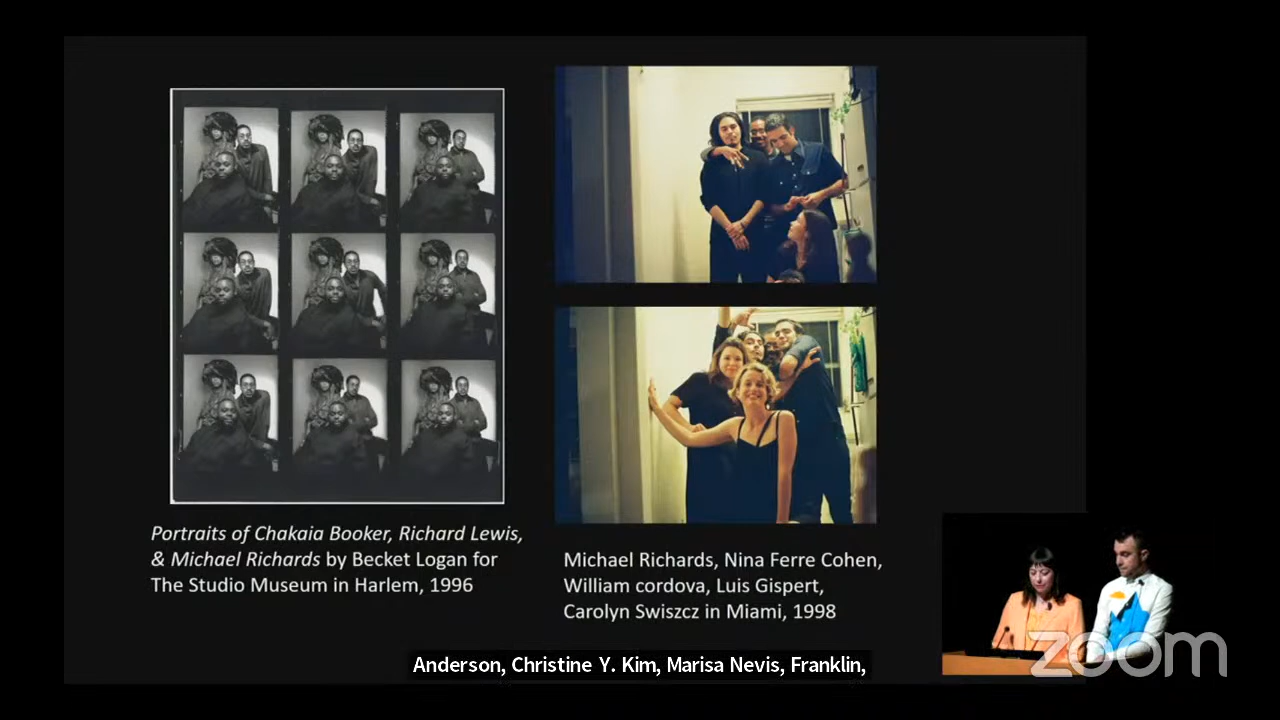 Portraits of Chakaia Booker, Richard Lewis,
& Michael Richards by Becket Logan for
The Studio Museum in Harlem, 1996
Michael Richards, Nina Ferre Cohen,
William cordova, Luis Gispert,
Carolyn Swiszcz in Miami, 1998
Anderson, Christine Y. Kim, Marisa Nevis, Franklin,
zoom